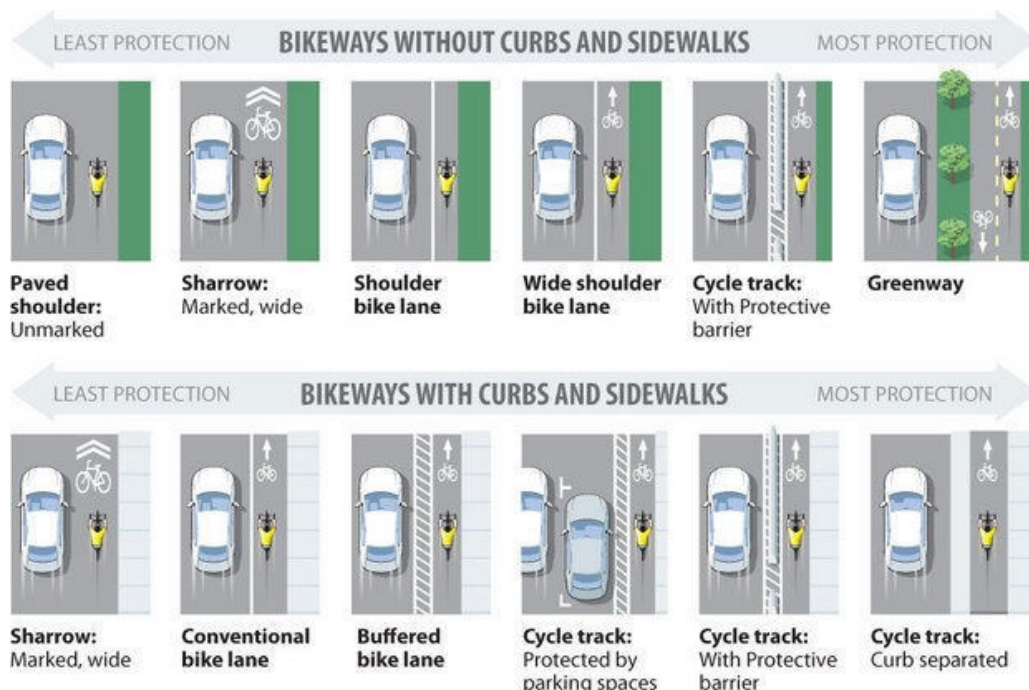 LEAST PROTECTION BIKEWAYS WITHOUT CURBS AND SIDEWALKS MOST PROTECTION
Paved shoulder: Unmarked
Sharrow: Marked, wide
Shoulder bike lane
Wide shoulder bike lane
Cycle track: With Protective barrier
Greenway
LEAST PROTECTION BIKEWAYS WITH CURBS AND SIDEWALKS MOST PROTECTION
Sharrow: Marked, wide
Conventional bike lane
Buffered bike lane
Cycle track: Protected by parking spaces
Cycle track: With Protective barrier
Cycle track: Curb separated